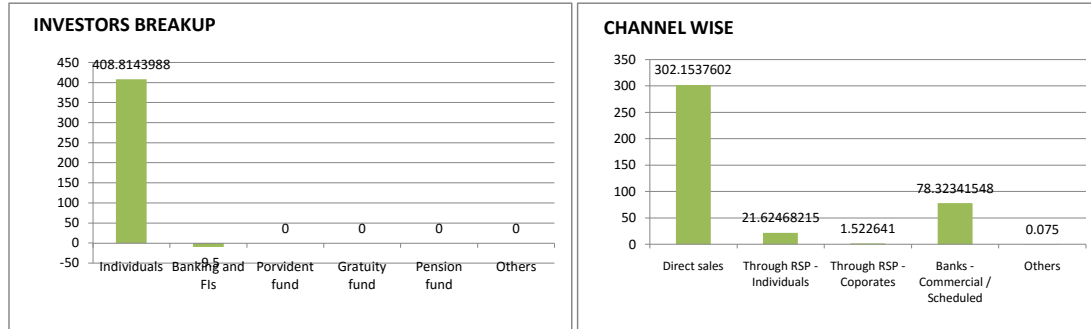 INVESTORS BREAKUP
450
400
350
300
250
200
150
100
50
0
-50
408.8143988
-9.5
0
0
0
0
Individuals
Banking and
FIs
Porvident
fund
Gratuity
fund
Pension
fund
Others
CHANNEL WISE
350
300
250
200
150
100
50
0
302.1537602
21.62468215
1.522641
78.32341548
0.075
Direct sales
Through RSP -
Individuals
Through RSP -
Coporates
Banks -
Commercial /
Scheduled
Others